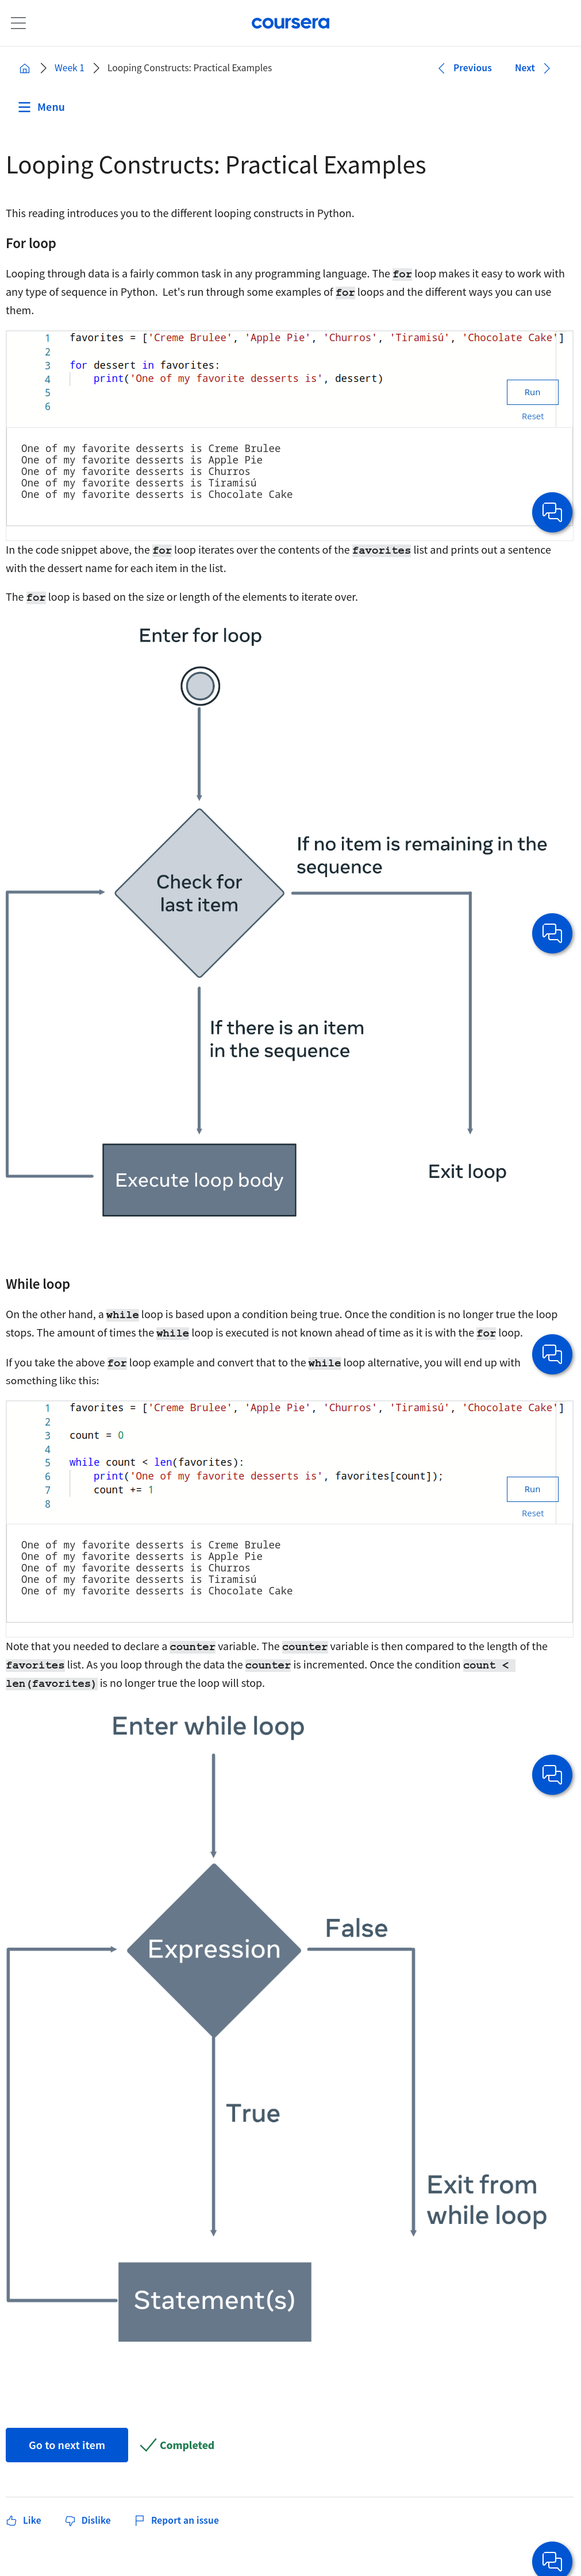 coursera
Week 1
Looping Constructs: Practical Examples
Previous
Next
Menu
Looping Constructs: Practical Examples
This reading introduces you to the different looping constructs in Python.
For loop
Looping through data is a fairly common task in any programming language. The for loop makes it easy to work with
any type of sequence in Python.  Let's run through some examples of for loops and the different ways you can use
them.
1 favorites = ['Creme Brulee', 'Apple Pie', 'Churros', 'Tiramisú', 'Chocolate Cake']
2
3 for dessert in favorites:
4     print('One of my favorite desserts is', dessert)
5
6
Run
Reset
One of my favorite desserts is Creme Brulee
One of my favorite desserts is Apple Pie
One of my favorite desserts is Churros
One of my favorite desserts is Tiramisú
One of my favorite desserts is Chocolate Cake
In the code snippet above, the for loop iterates over the contents of the favorites list and prints out a sentence
with the dessert name for each item in the list.
The for loop is based on the size or length of the elements to iterate over.
Enter for loop
If no item is remaining in the
sequence
Check for
last item
If there is an item
in the sequence
Execute loop body
Exit loop
While loop
On the other hand, a while loop is based upon a condition being true. Once the condition is no longer true the loop
stops. The amount of times the while loop is executed is not known ahead of time as it is with the for loop.
If you take the above for loop example and convert that to the while loop alternative, you will end up with
something like this:
1 favorites = ['Creme Brulee', 'Apple Pie', 'Churros', 'Tiramisú', 'Chocolate Cake']
2
3 count = 0
4
5 while count < len(favorites):
6     print('One of my favorite desserts is', favorites[count]);
7     count += 1
8
Run
Reset
One of my favorite desserts is Creme Brulee
One of my favorite desserts is Apple Pie
One of my favorite desserts is Churros
One of my favorite desserts is Tiramisú
One of my favorite desserts is Chocolate Cake
Note that you needed to declare a counter variable. The counter variable is then compared to the length of the
favorites list. As you loop through the data the counter is incremented. Once the condition count <
len(favorites) is no longer true the loop will stop.
Enter while loop
False
Expression
True
Exit from
while loop
Statement(s)
Go to next item
Completed
Like
Dislike
Report an issue